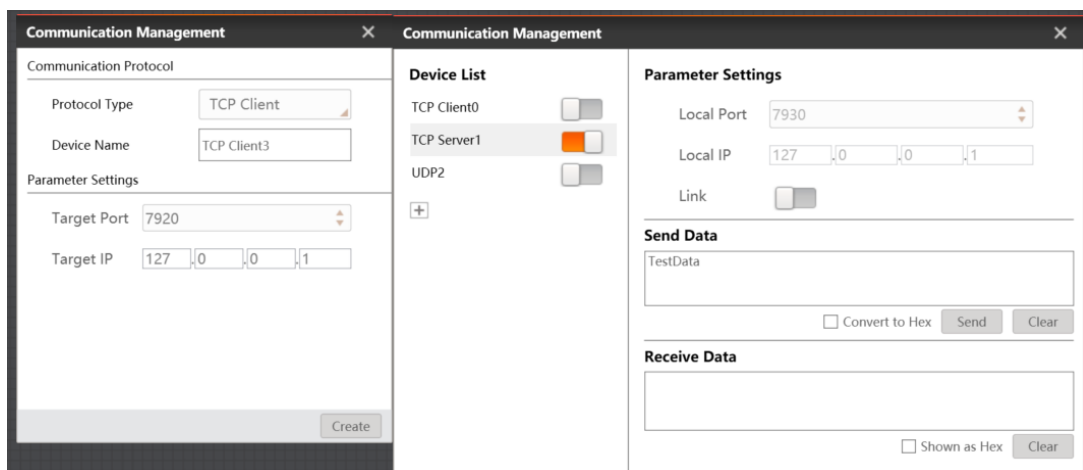 Communication Management
Communication Protocol
Protocol Type TCP Client
Device Name TCP Client3
Parameter Settings
Target Port 7920
Target IP 127 .0 .0 .1
Create
Communication Management
Device List
TCP Client0
TCP Server1
UDP2
Parameter Settings
Local Port 7930
Local IP 127 .0 .0 .1
Link
Send Data
TestData
Convert to Hex Send Clear
Receive Data
Shown as Hex Clear